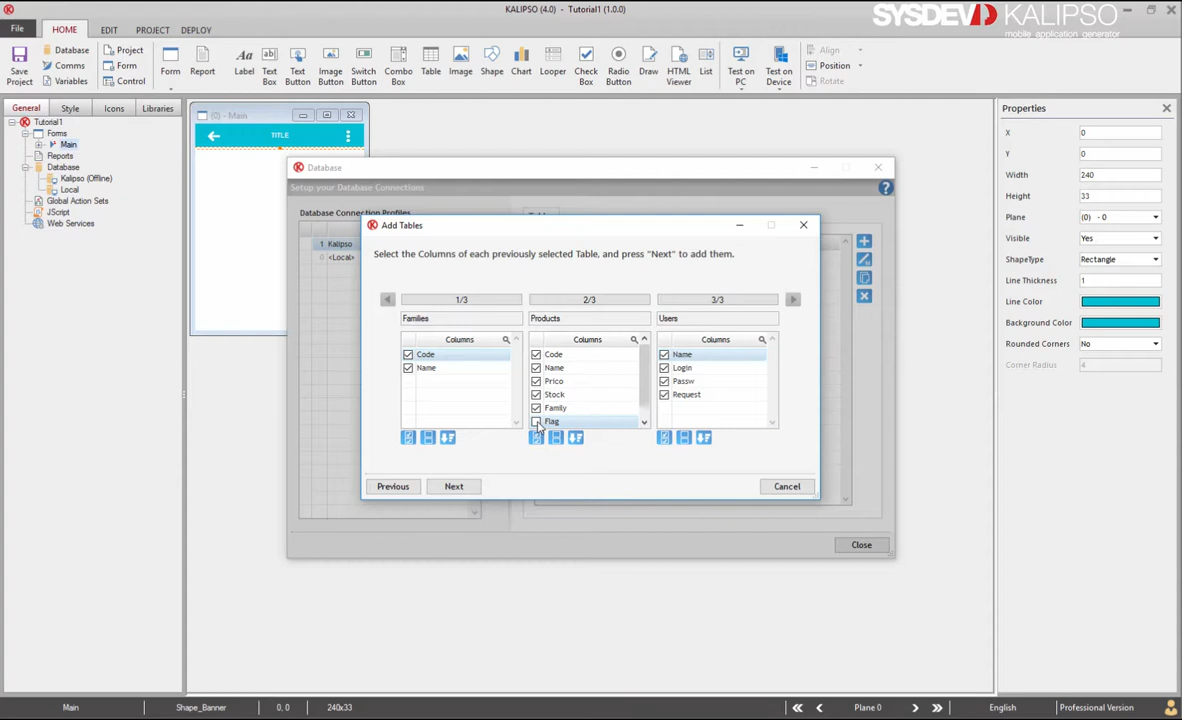 KALIPSO (4.0) - Tutorial1 (1.0.0)
SYSDEV KALIPSO
mobile application generator
File
HOME
EDIT
PROJECT
DEPLOY
Save Project
Database
Comms
Variables
Project
Form
Control
Form
Report
Label
Text Box
Text Button
Image Button
Switch Button
Combo Box
Table
Image
Shape
Chart
Looper
Check Box
Radio Button
Draw
HTML Viewer
List
Test on PC
Test on Device
Align
Position
Rotate
General
Style
Icons
Libraries
Tutorial1
Forms
Main
Reports
Database
Kalipso (Offline)
Local
Global Action Sets
JScript
Web Services
(0) - Main
TITLE
Database
Setup your Database Connections
Database Connection Profiles
1 Kalipso
0 <Local>
Close
Add Tables
Select the Columns of each previously selected Table, and press "Next" to add them.
1/3
2/3
3/3
Families
Products
Users
Columns
Columns
Columns
Code
Name
Code
Name
Prico
Stock
Family
Flag
Name
Login
Passw
Request
Previous
Next
Cancel
Properties
X 0
Y 0
Width 240
Height 33
Plane (0) - 0
Visible Yes
ShapeType Rectangle
Line Thickness 1
Line Color
Background Color
Rounded Corners No
Corner Radius 4
Main
Shape_Banner
0, 0
240x33
Plane 0
English
Professional Version